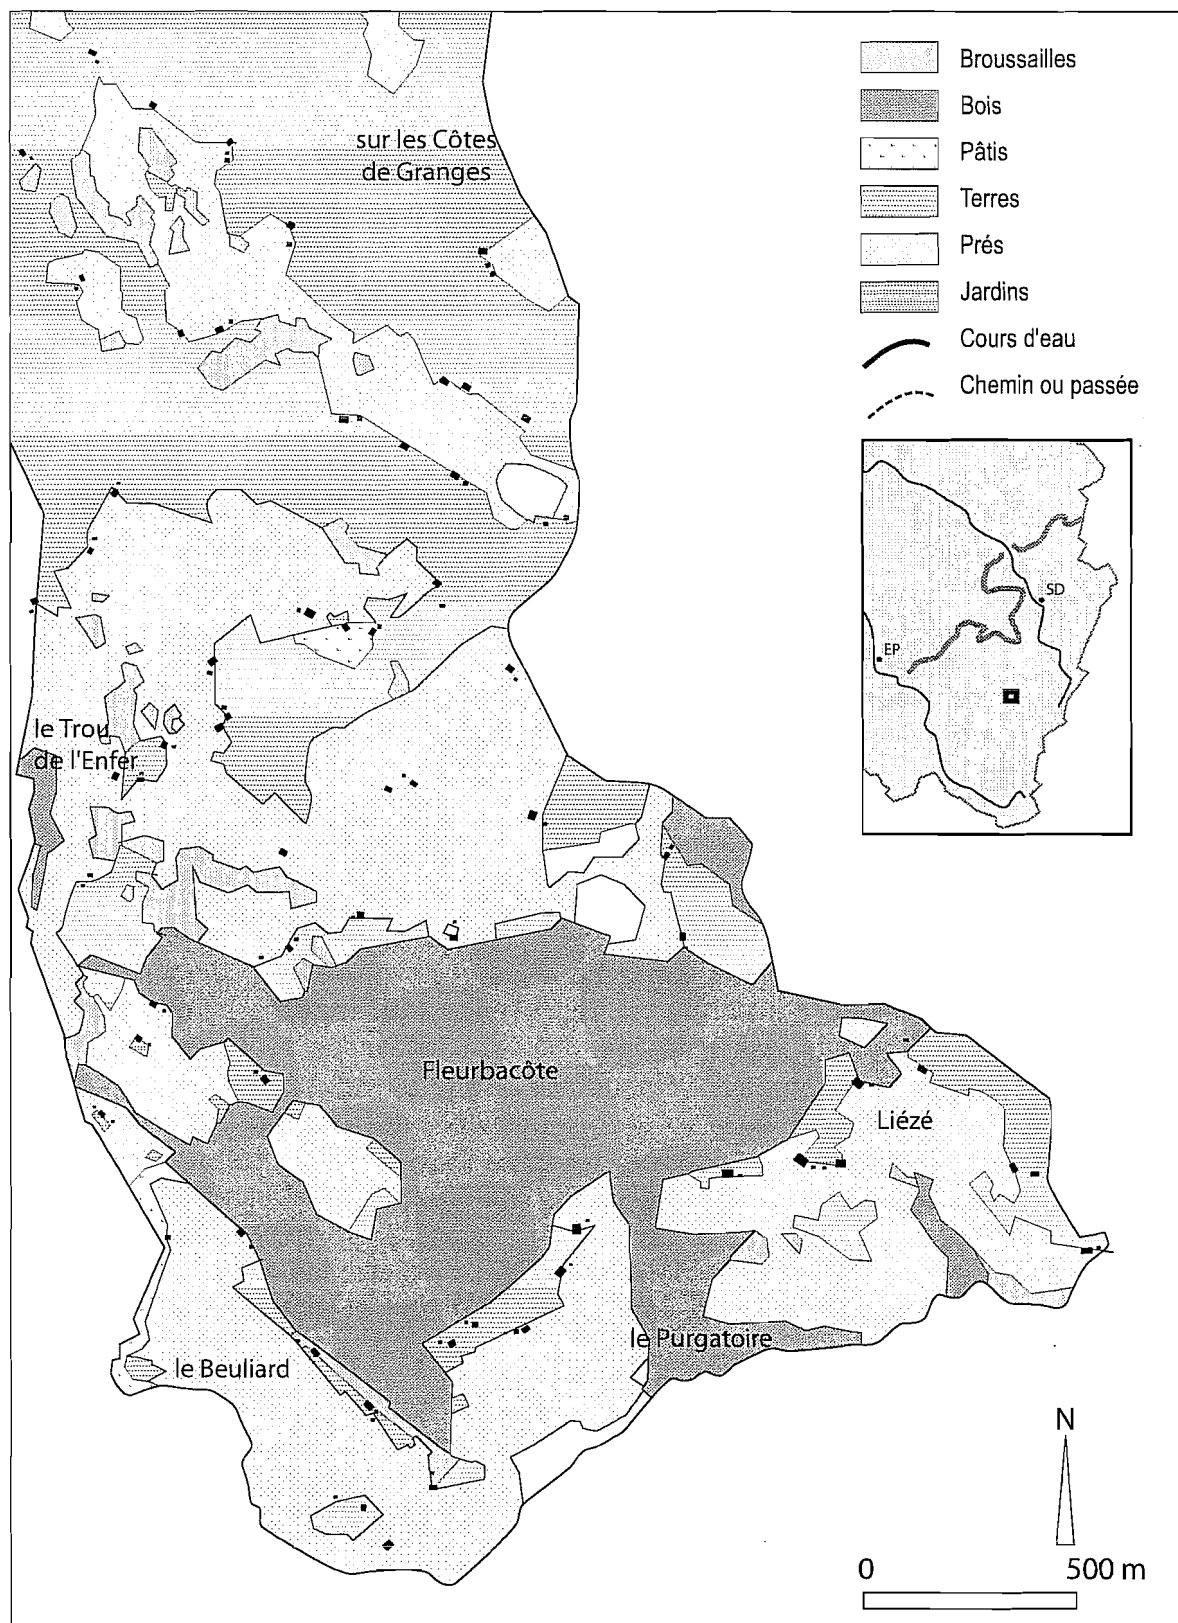 Broussailles
Bois
Pâtis
Terres
Prés
Jardins
Cours d'eau
Chemin ou passée
sur les Côtes
de Granges
SD
EP
le Trou
de l'Enfer
Fleurbacôte
Liézé
le Purgatoire
le Beuliard
N
0 500 m